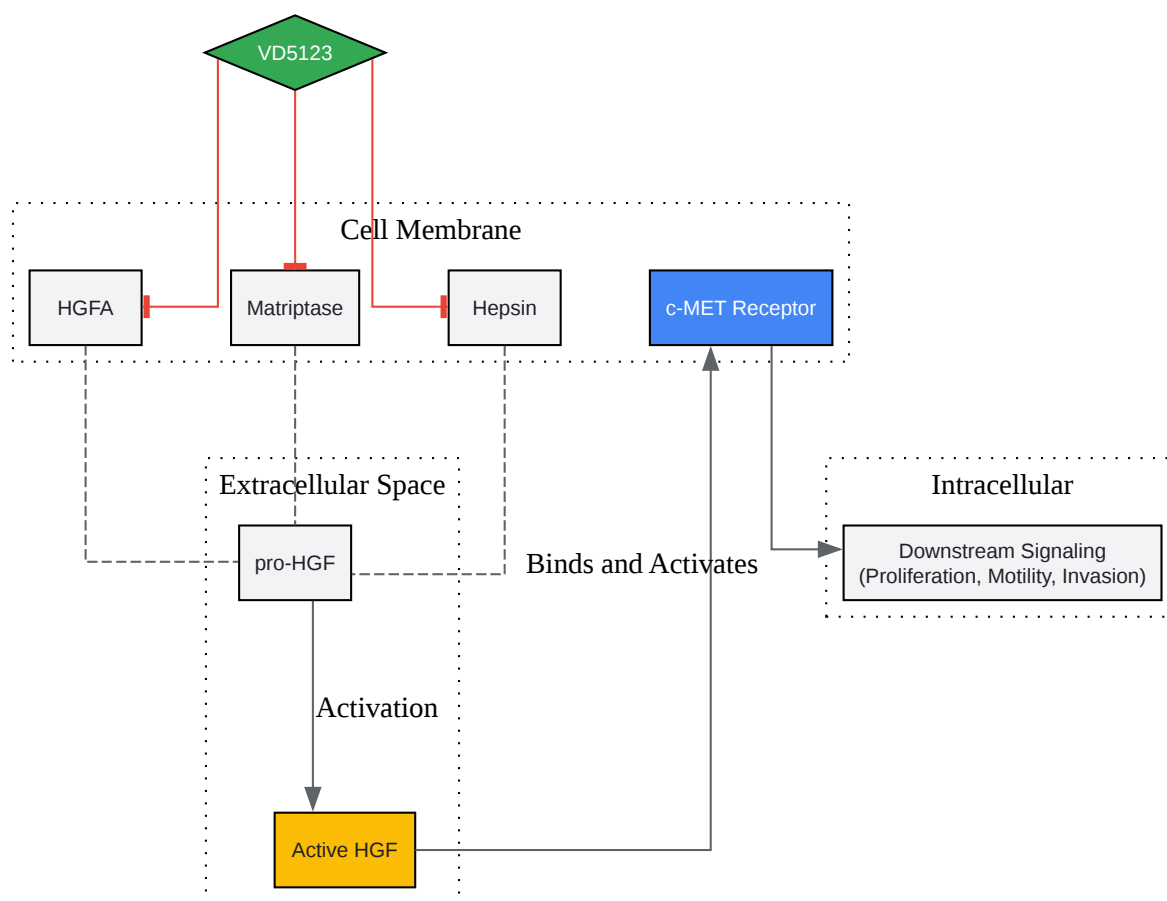 VD5123
Cell Membrane
HGFA
Matriptase
Hepsin
c-MET Receptor
Extracellular Space
Intracellular
pro-HGF
Binds and Activates
Downstream Signaling
(Proliferation, Motility, Invasion)
Activation
Active HGF